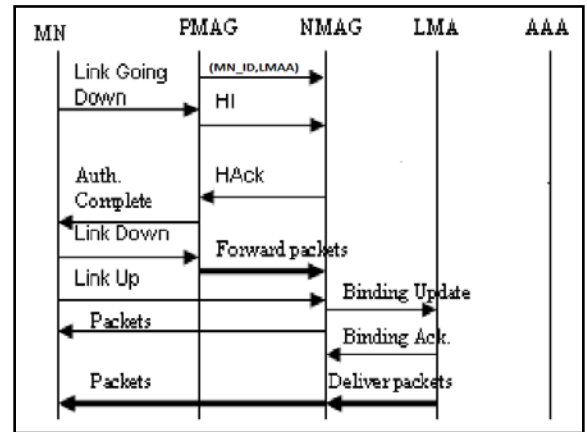 MN PMAG NMAG LMA AAA
Link Going
Down
(MN_ID,LMAA)
HI
HAck
Auth.
Complete
Link Down
Forward packets
Link Up
Binding Update
Packets
Binding Ack.
Packets
Deliver packets